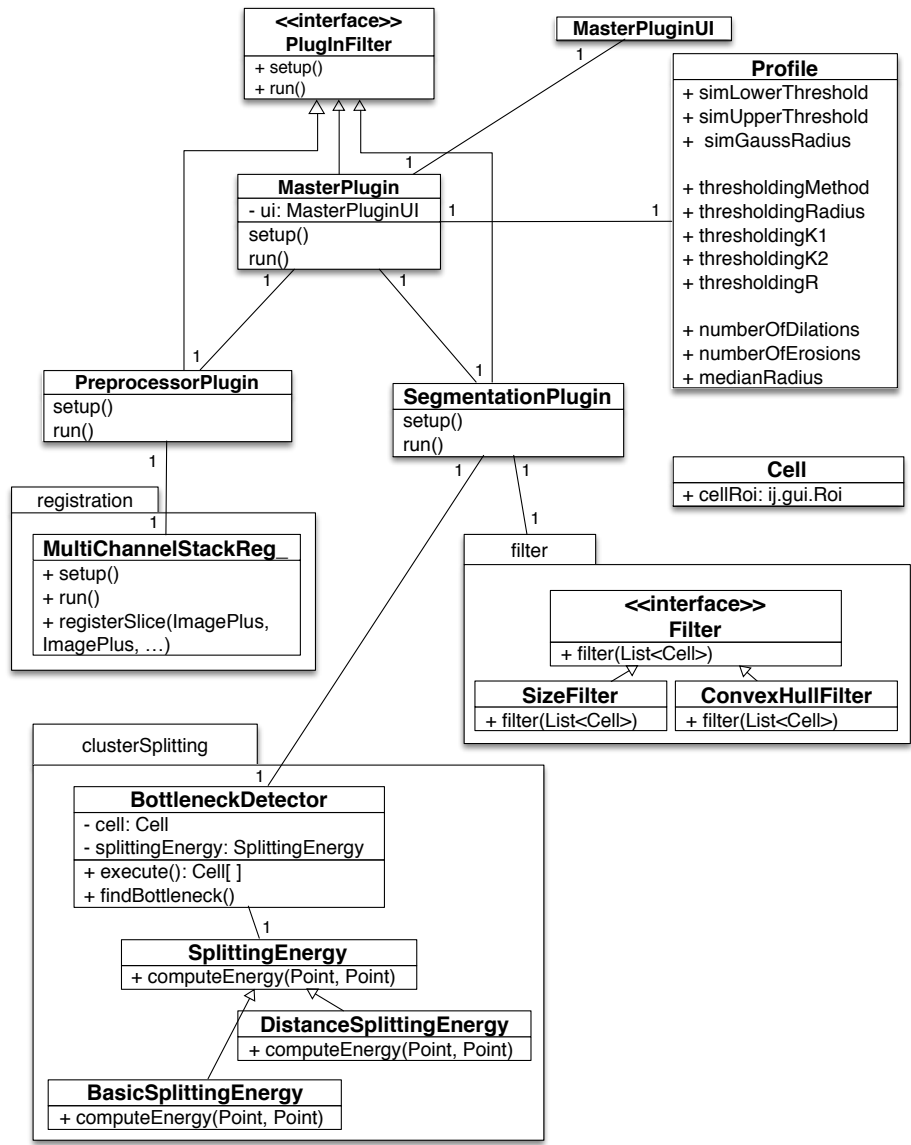 <<interface>>
PlugInFilter
+ setup()
+ run()
MasterPluginUI
1
1
Profile
+ simLowerThreshold
+ simUpperThreshold
+ simGaussRadius
+ thresholdingMethod
+ thresholdingRadius
+ thresholdingK1
+ thresholdingK2
+ thresholdingR
+ numberOfDilations
+ numberOfErosions
+ medianRadius
MasterPlugin
- ui: MasterPluginUI
setup()
run()
1
1
1
1
1
1
PreprocessorPlugin
setup()
run()
SegmentationPlugin
setup()
run()
1
1
1
Cell
+ cellRoi: ij.gui.Roi
registration
1
MultiChannelStackReg_
+ setup()
+ run()
+ registerSlice(ImagePlus,
ImagePlus, …)
1
filter
<<interface>>
Filter
+ filter(List<Cell>)
SizeFilter
+ filter(List<Cell>)
ConvexHullFilter
+ filter(List<Cell>)
clusterSplitting
1
BottleneckDetector
- cell: Cell
- splittingEnergy: SplittingEnergy
+ execute(): Cell[ ]
+ findBottleneck()
1
SplittingEnergy
+ computeEnergy(Point, Point)
DistanceSplittingEnergy
+ computeEnergy(Point, Point)
BasicSplittingEnergy
+ computeEnergy(Point, Point)